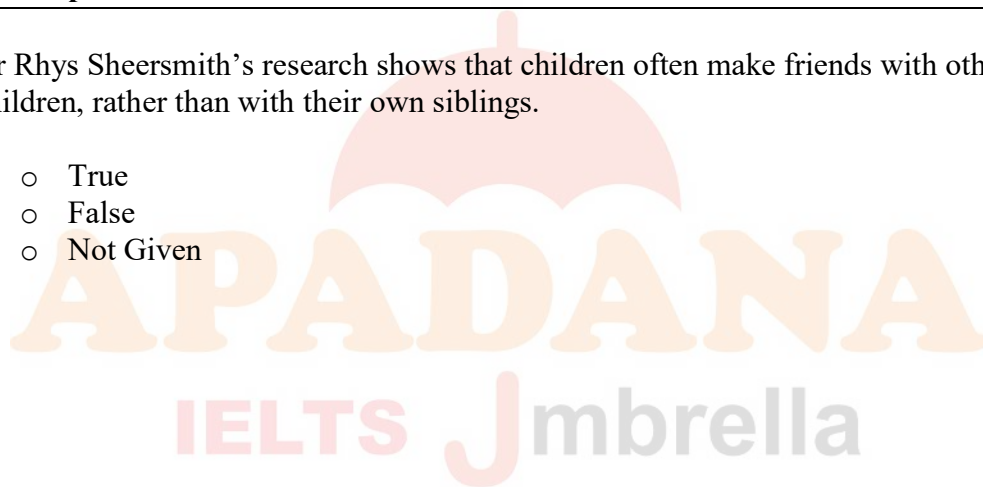 r Rhys Sheersmith’s research shows that children often make friends with oth
ildren, rather than with their own siblings.
o True
o False
o Not Given
APADANA
IELTS Umbrella